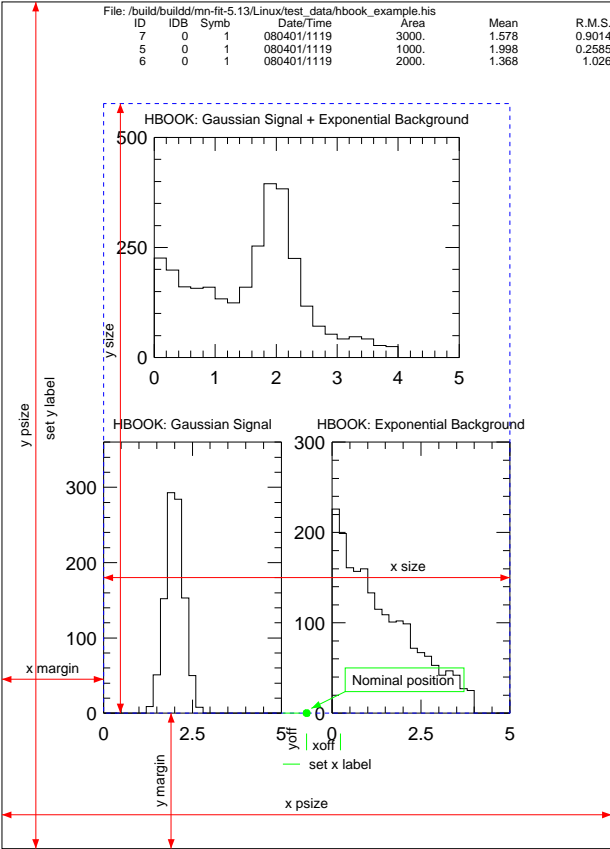 File: /build/buildd/mn-fit-5.13/Linux/test_data/hbook_example.his
ID IDB Symb Date/Time Area Mean R.M.S.
7 0 1 080401/1119 3000. 1.578 0.9014
5 0 1 080401/1119 1000. 1.998 0.2585
6 0 1 080401/1119 2000. 1.368 1.026
HBOOK: Gaussian Signal + Exponential Background
500
250
0
0 1 2 3 4 5
y size
y psize
set y label
HBOOK: Gaussian Signal
300
200
100
0
0 2.5 5
HBOOK: Exponential Background
300
200
100
0
0 2.5 5
x size
x margin
Nominal position
yoff
xoff
set x label
y margin
x psize